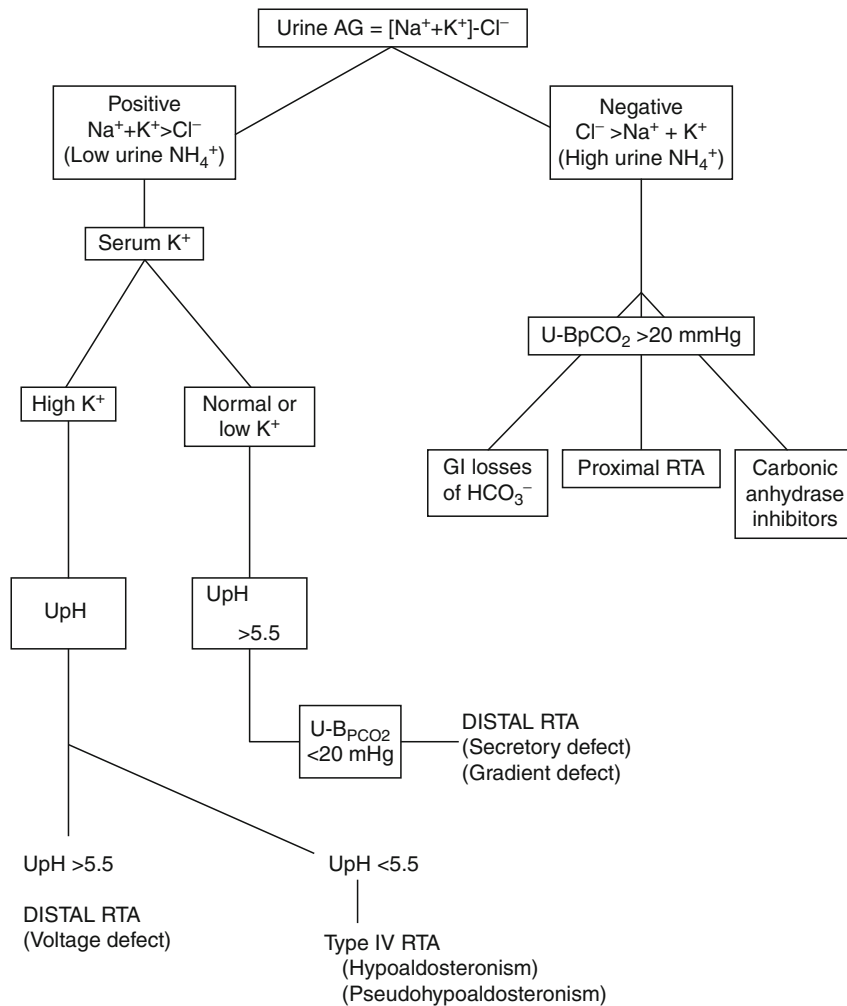 Urine AG = [Na⁺+K⁺]-Cl⁻
Positive
Na⁺+K⁺>Cl⁻
(Low urine NH₄⁺)
Negative
Cl⁻ >Na⁺ + K⁺
(High urine NH₄⁺)
Serum K⁺
U-BpCO₂ >20 mmHg
High K⁺
Normal or
low K⁺
GI losses
of HCO₃⁻
Proximal RTA
Carbonic
anhydrase
inhibitors
UpH
UpH
>5.5
U-B_PCO2
<20 mHg
DISTAL RTA
(Secretory defect)
(Gradient defect)
UpH >5.5
DISTAL RTA
(Voltage defect)
UpH <5.5
Type IV RTA
(Hypoaldosteronism)
(Pseudohypoaldosteronism)